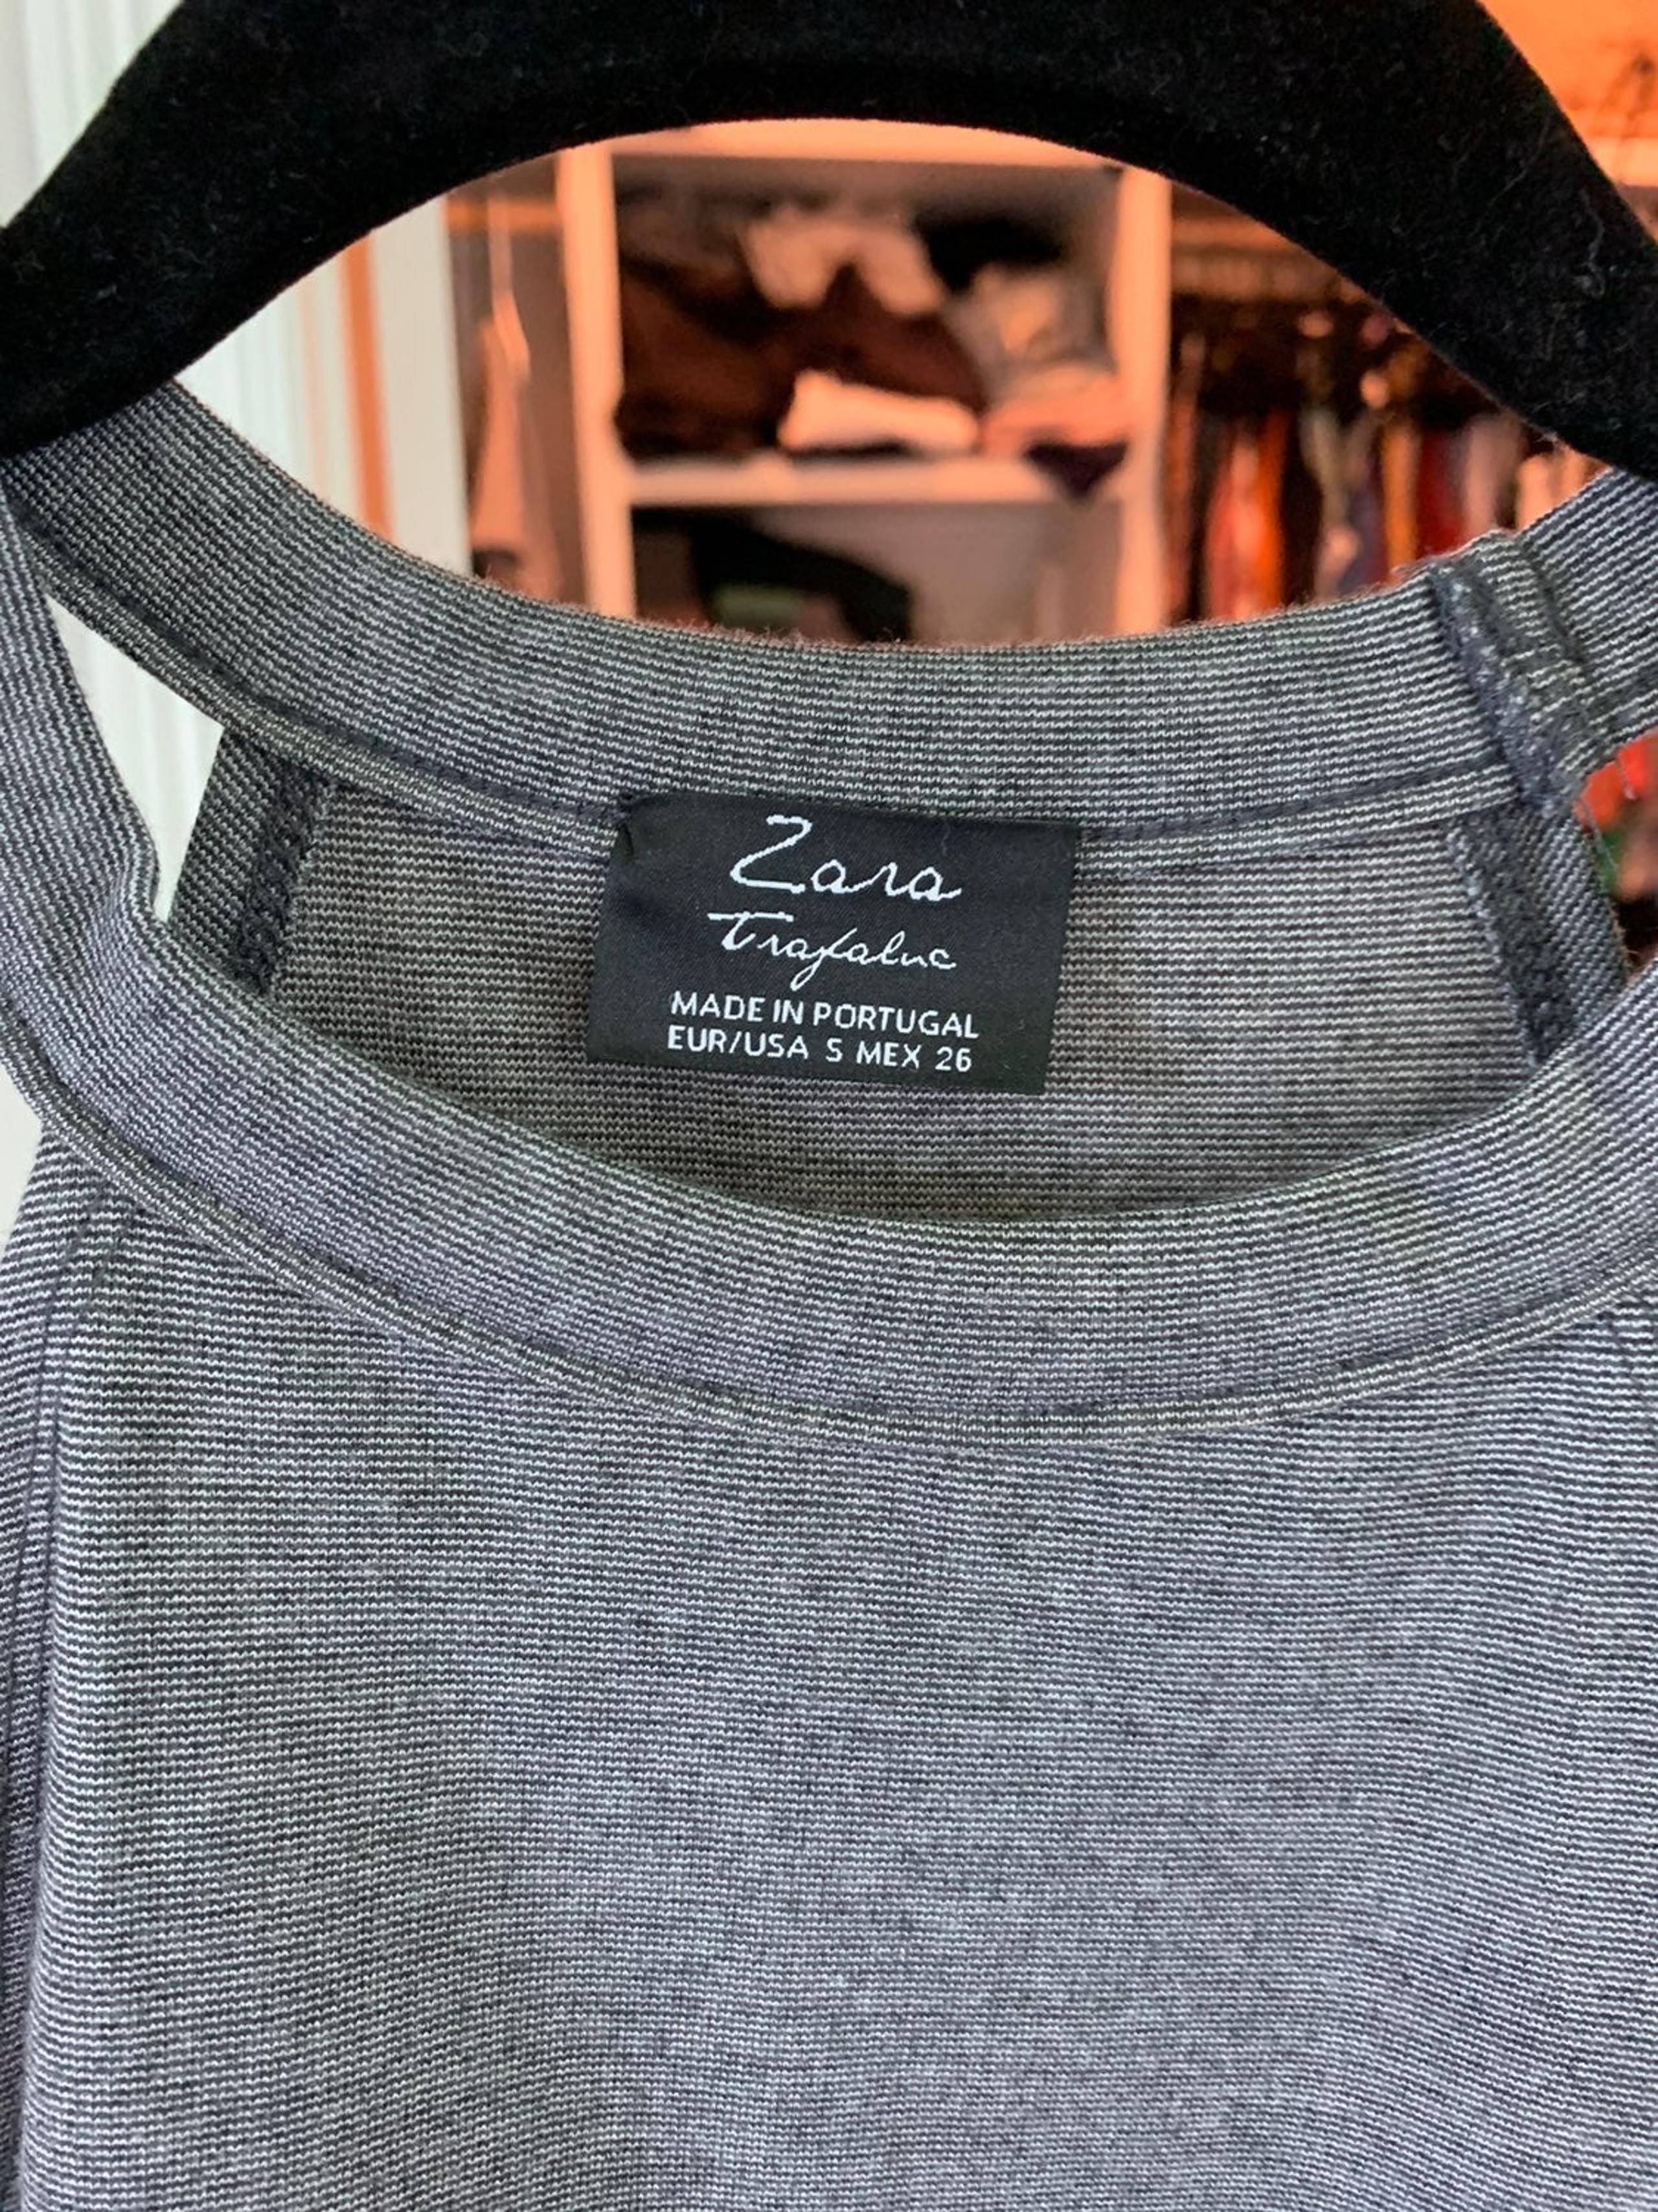 Zara
Trafaluc
MADE IN PORTUGAL
EUR/USA S MEX 26